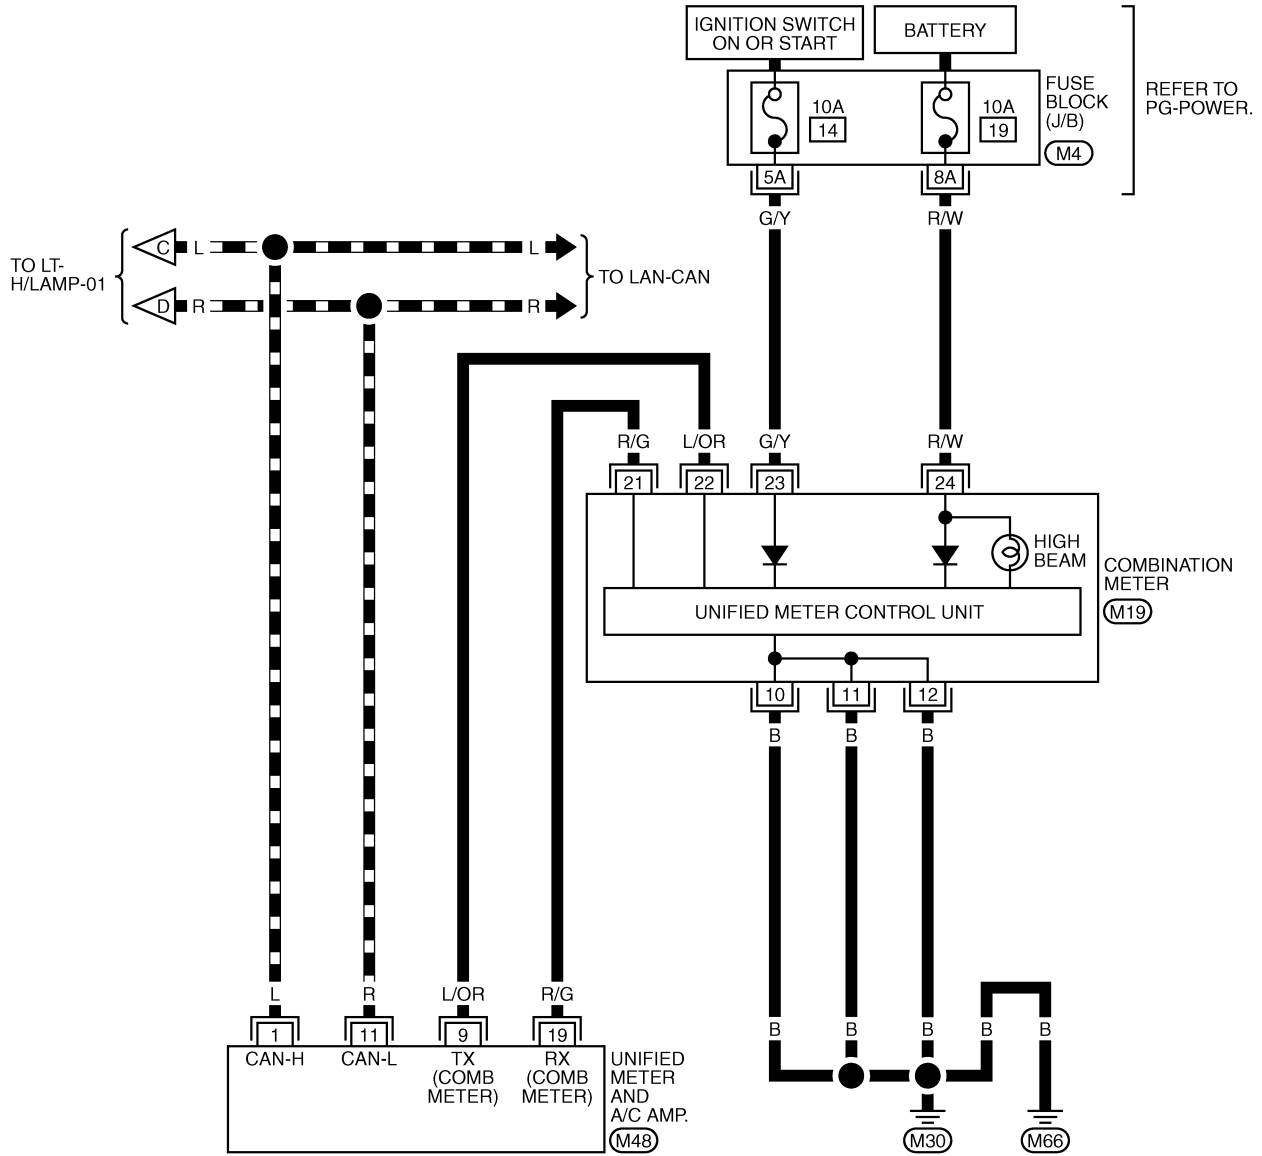 IGNITION SWITCH
ON OR START
BATTERY
10A
14
10A
19
FUSE
BLOCK
(J/B)
M4
REFER TO
PG-POWER.
5A
8A
G/Y
R/W
TO LT-
H/LAMP-01
C
L
L
D
R
R
TO LAN-CAN
R/G
L/OR
G/Y
R/W
21
22
23
24
HIGH
BEAM
COMBINATION
METER
M19
UNIFIED METER CONTROL UNIT
10
11
12
B
B
B
L
R
L/OR
R/G
B
B
B
B
B
1
11
9
19
CAN-H
CAN-L
TX
(COMB
METER)
RX
(COMB
METER)
UNIFIED
METER
AND
A/C AMP.
M48
M30
M66